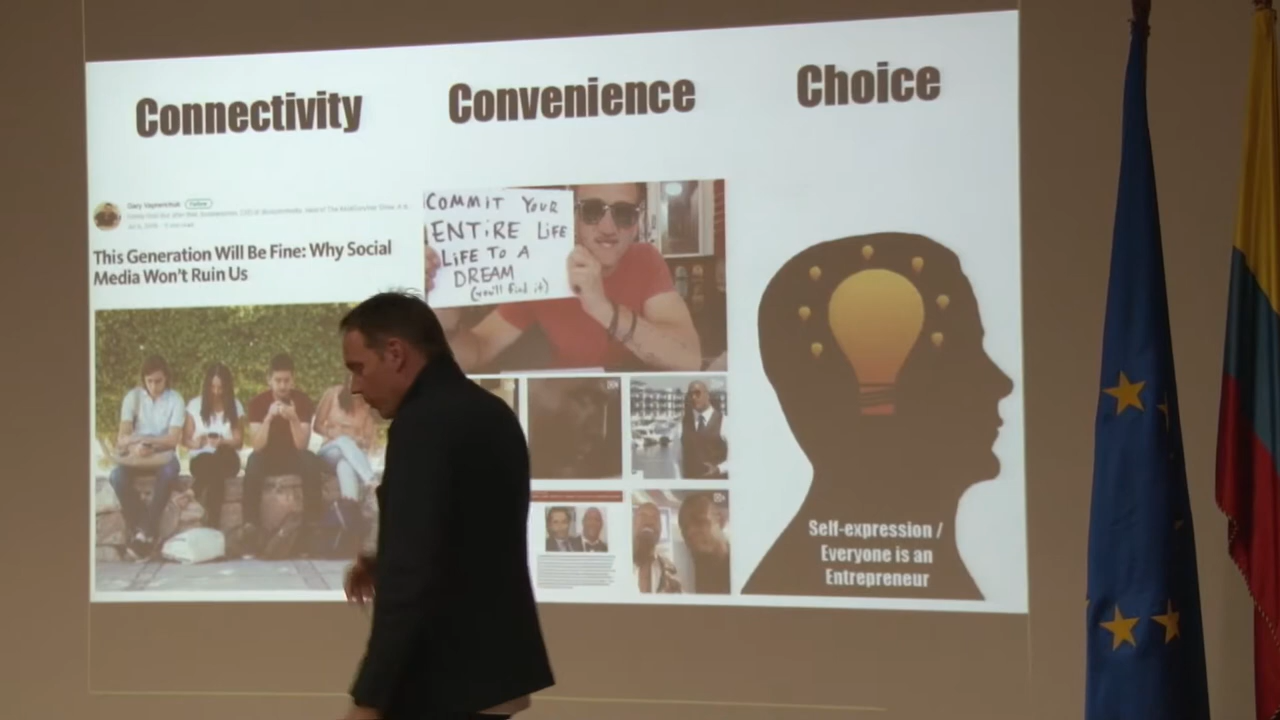 Connectivity
Convenience
Choice
Gary Vaynerchuk
Follow
This Generation Will Be Fine: Why Social
Media Won't Ruin Us
COMMIT YOUR
ENTIRE LIFE
LIFE TO A
DREAM
(you'll find it)
Self-expression /
Everyone is an
Entrepreneur